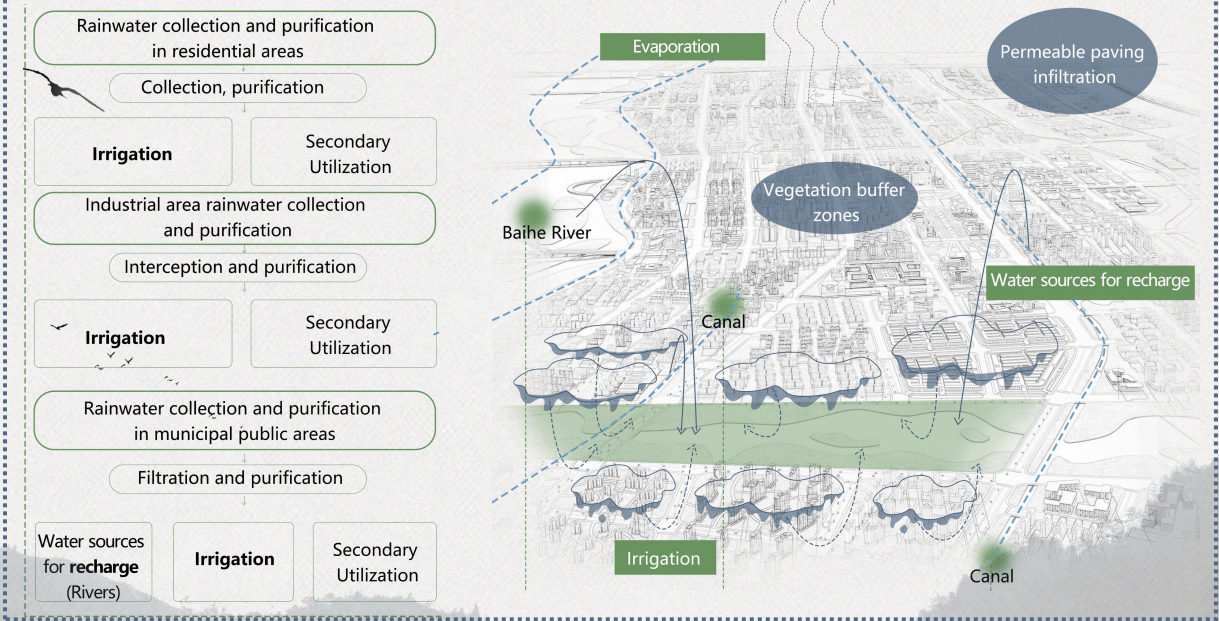 Rainwater collection and purification
in residential areas
Collection, purification
Irrigation
Secondary
Utilization
Industrial area rainwater collection
and purification
Interception and purification
Irrigation
Secondary
Utilization
Rainwater collection and purification
in municipal public areas
Filtration and purification
Water sources
for recharge
(Rivers)
Irrigation
Secondary
Utilization
Evaporation
Permeable paving
infiltration
Vegetation buffer
zones
Baihe River
Water sources for recharge
Canal
Irrigation
Canal